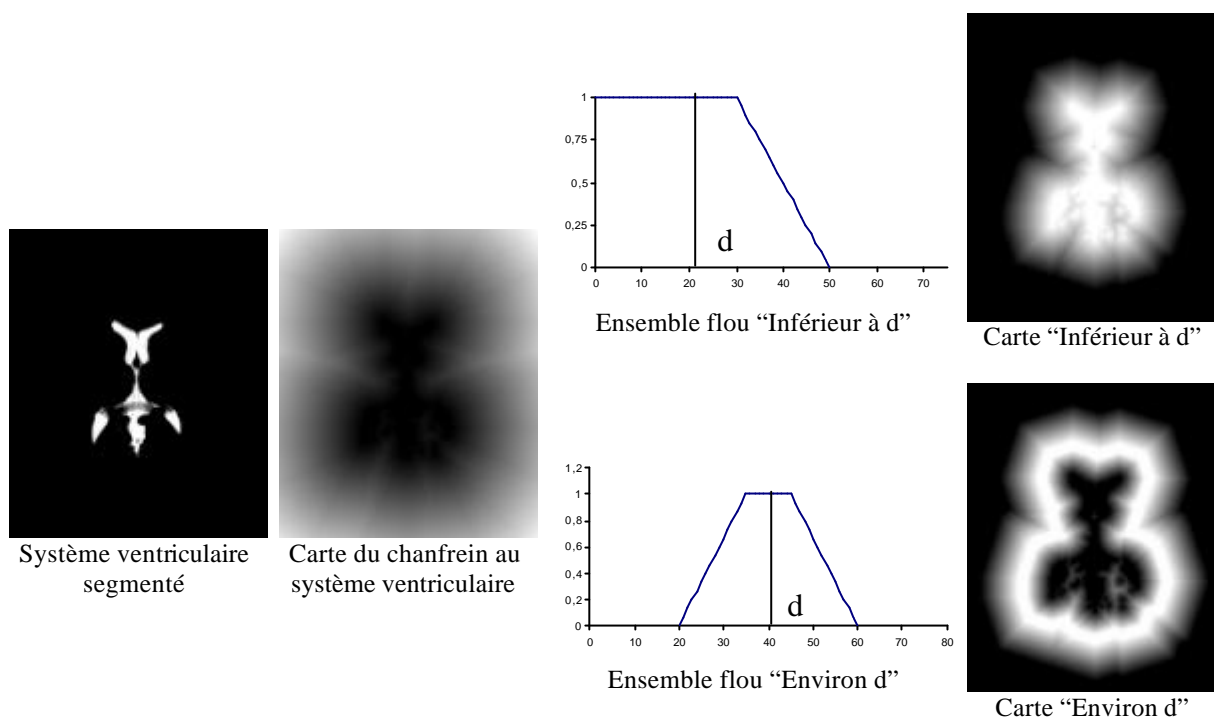 1
0,75
0,5
0,25
0
d
0 10 20 30 40 50 60 70
Ensemble flou “Inférieur à d”
Carte “Inférieur à d”
Système ventriculaire
segmenté
Carte du chanfrein au
système ventriculaire
1,2
1
0,8
0,6
0,4
0,2
0
d
0 10 20 30 40 50 60 70 80
Ensemble flou “Environ d”
Carte “Environ d”